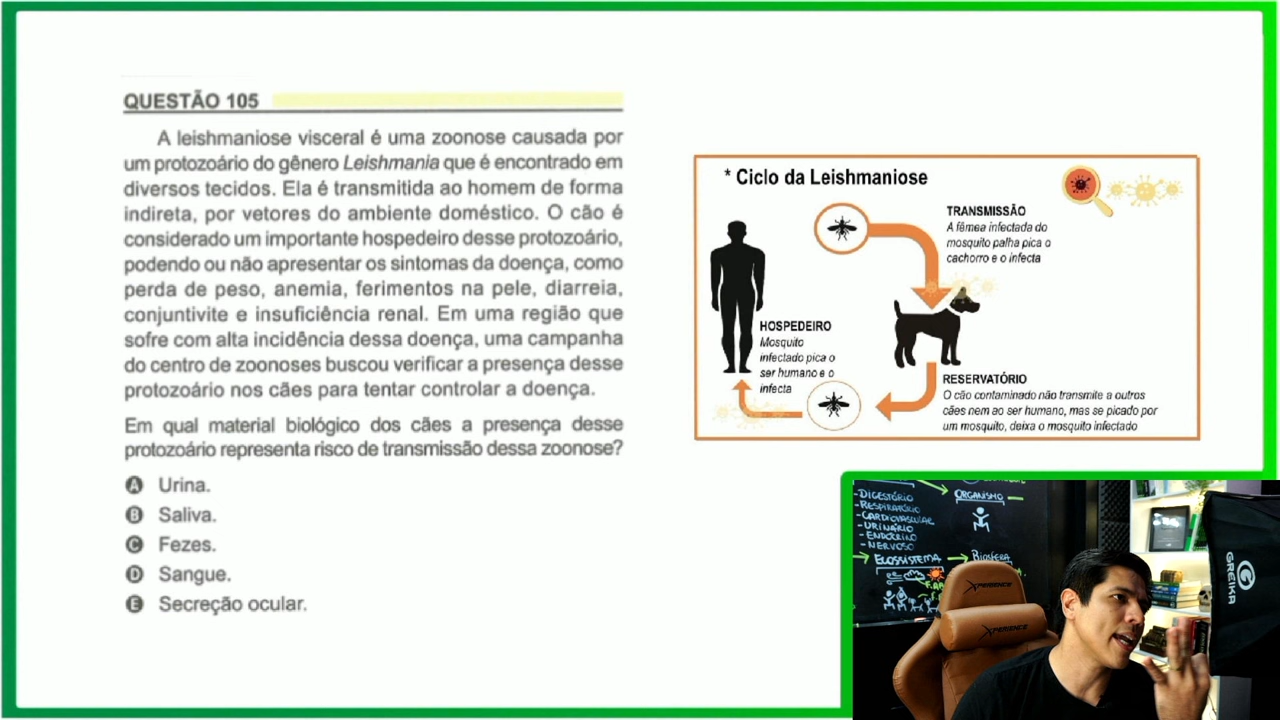 QUESTÃO 105
A leishmaniose visceral é uma zoonose causada por
um protozoário do gênero Leishmania que é encontrado em
diversos tecidos. Ela é transmitida ao homem de forma
indireta, por vetores do ambiente doméstico. O cão é
considerado um importante hospedeiro desse protozoário,
podendo ou não apresentar os sintomas da doença, como
perda de peso, anemia, ferimentos na pele, diarreia,
conjuntivite e insuficiência renal. Em uma região que
sofre com alta incidência dessa doença, uma campanha
do centro de zoonoses buscou verificar a presença desse
protozoário nos cães para tentar controlar a doença.
Em qual material biológico dos cães a presença desse
protozoário representa risco de transmissão dessa zoonose?
A Urina.
B Saliva.
C Fezes.
D Sangue.
E Secreção ocular.
* Ciclo da Leishmaniose
TRANSMISSÃO
A fêmea infectada do
mosquito palha pica o
cachorro e o infecta
HOSPEDEIRO
Mosquito
infectado pica o
ser humano e o
infecta
RESERVATÓRIO
O cão contaminado não transmite a outros
cães nem ao ser humano, mas se picado por
um mosquito, deixa o mosquito infectado
-DIGESTÓRIO
-RESPIRATÓRIO
-CARDIOVASCULAR
-URINÁRIO
-ENDÓCRINO
-NERVOSO
ORGANISMO
ECOSSISTEMA
BIOSFERA
XPERIENCE
XPERIENCE
GREIKA